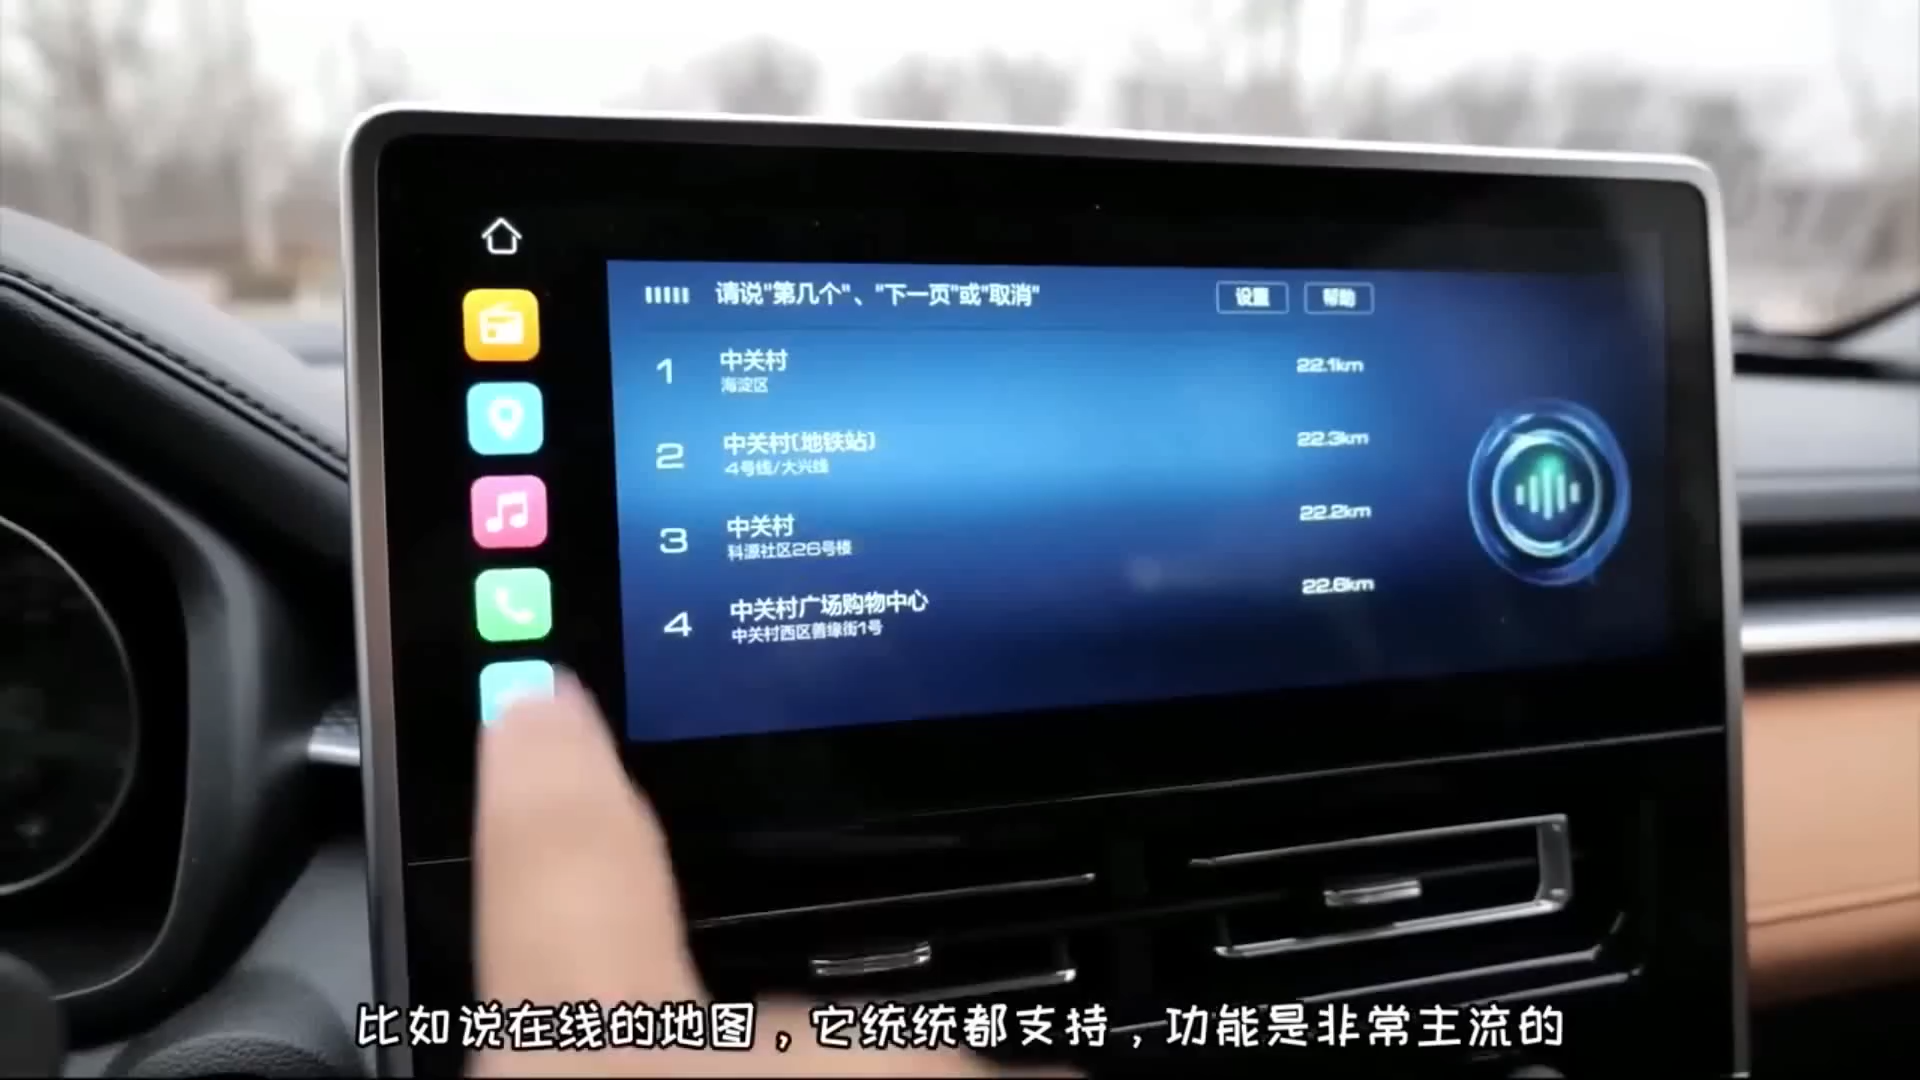 请说"第几个"、"下一页"或"取消"
设置
帮助
1
中关村
海淀区
22.1km
2
中关村(地铁站)
4号线/大兴线
22.3km
3
中关村
科源社区26号楼
22.2km
4
中关村广场购物中心
中关村西区善缘街1号
22.6km
比如说在线的地图，它统统都支持，功能是非常主流的